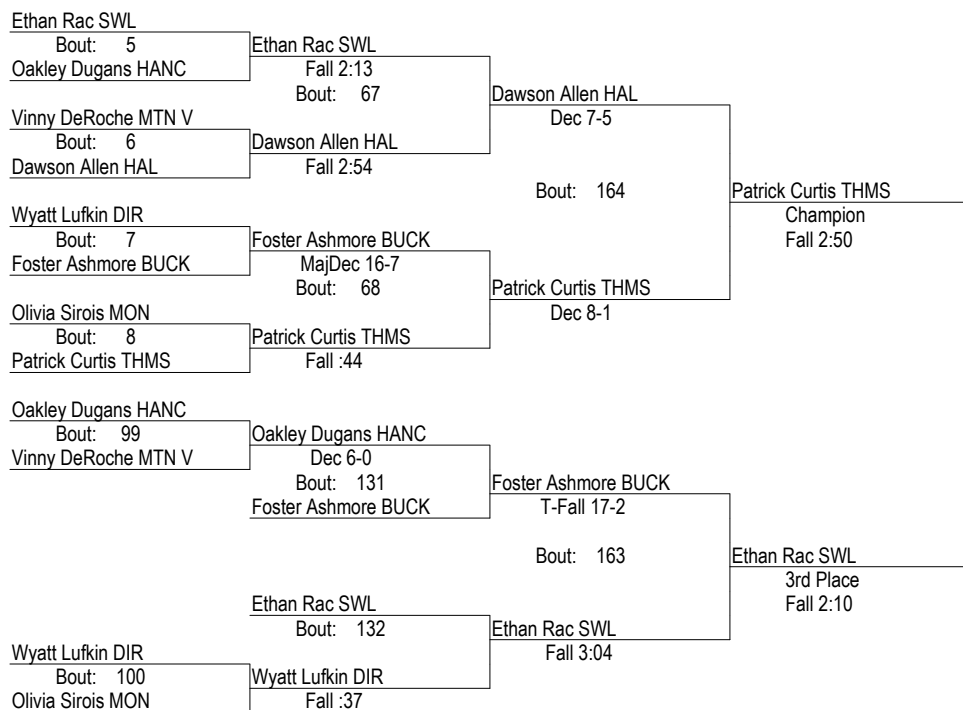 Ethan Rac SWL
Bout: 5
Oakley Dugans HANC
Ethan Rac SWL
Fall 2:13
Bout: 67
Vinny DeRoche MTN V
Bout: 6
Dawson Allen HAL
Dawson Allen HAL
Fall 2:54
Dawson Allen HAL
Dec 7-5
Bout: 164
Wyatt Lufkin DIR
Bout: 7
Foster Ashmore BUCK
Foster Ashmore BUCK
MajDec 16-7
Bout: 68
Olivia Sirois MON
Bout: 8
Patrick Curtis THMS
Patrick Curtis THMS
Fall :44
Patrick Curtis THMS
Dec 8-1
Patrick Curtis THMS
Champion
Fall 2:50
Oakley Dugans HANC
Bout: 99
Vinny DeRoche MTN V
Oakley Dugans HANC
Dec 6-0
Bout: 131
Foster Ashmore BUCK
Foster Ashmore BUCK
T-Fall 17-2
Bout: 163
Ethan Rac SWL
Bout: 132
Wyatt Lufkin DIR
Bout: 100
Olivia Sirois MON
Wyatt Lufkin DIR
Fall :37
Ethan Rac SWL
Fall 3:04
Ethan Rac SWL
3rd Place
Fall 2:10